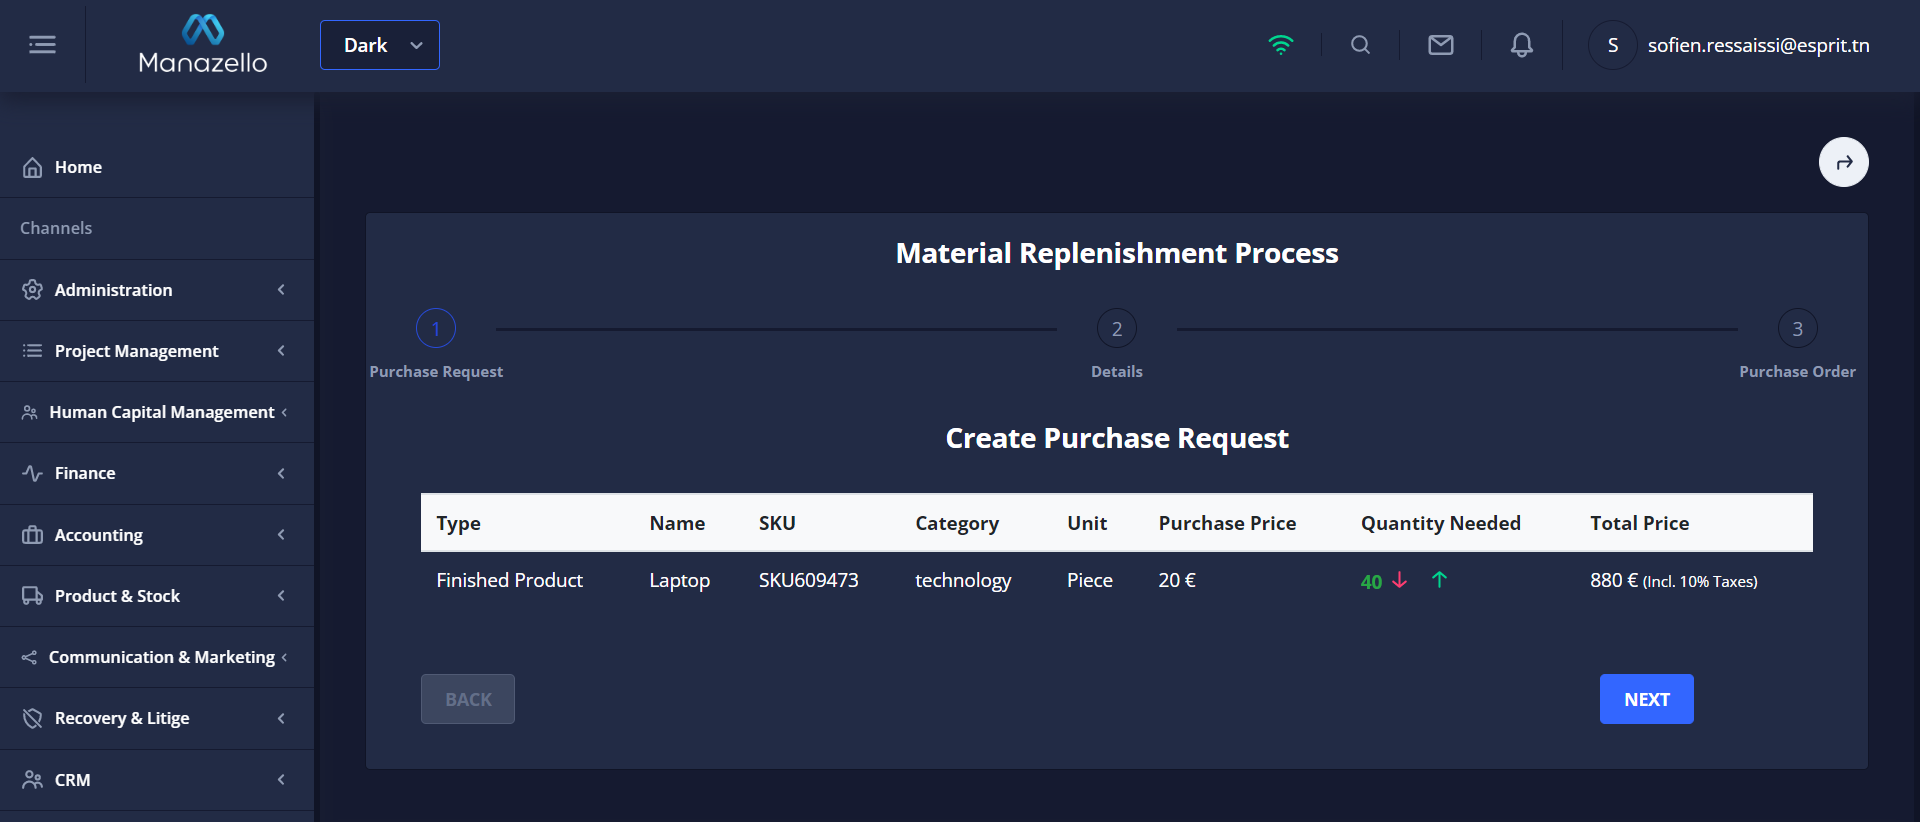 Manazello
Dark
S
sofien.ressaissi@esprit.tn
Home
Channels
Administration
Project Management
Human Capital Management
Finance
Accounting
Product & Stock
Communication & Marketing
Recovery & Litige
CRM
Material Replenishment Process
1 2 3
Purchase Request Details Purchase Order
Create Purchase Request
Type Name SKU Category Unit Purchase Price Quantity Needed Total Price
Finished Product Laptop SKU609473 technology Piece 20 € 40 880 € (Incl. 10% Taxes)
BACK NEXT